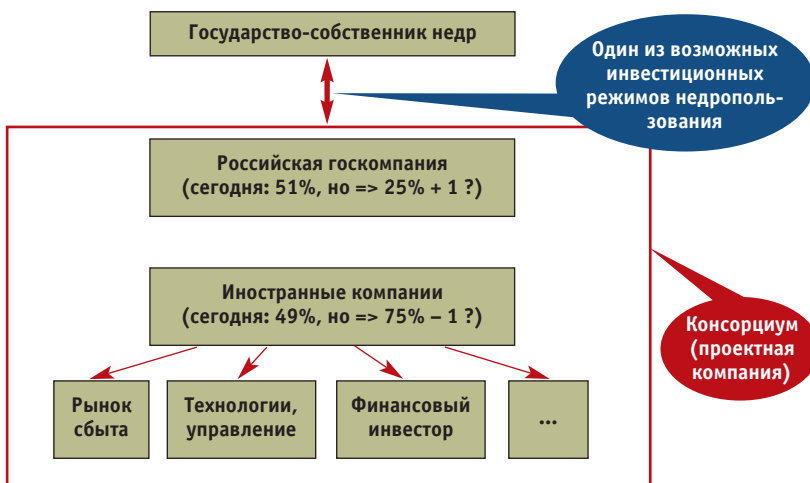 Государство-собственник недр
Один из возможных
инвестиционных
режимов недрополь-
зования
Российская госкомпания
(сегодня: 51%, но => 25% + 1 ?)
Иностранные компании
(сегодня: 49%, но => 75% – 1 ?)
Консорциум
(проектная
компания)
Рынок
сбыта
Технологии,
управление
Финансовый
инвестор
...